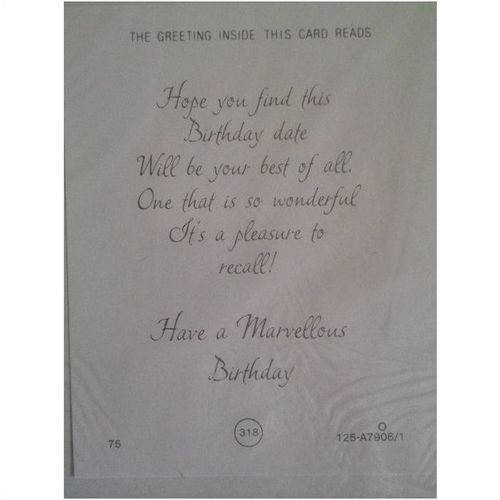 THE GREETING INSIDE THIS CARD READS
Hope you find this
Birthday date
Will be your best of all.
One that is so wonderful
It's a pleasure to
recall!
Have a Marvellous
Birthday
75
318
O
125-A7906/1